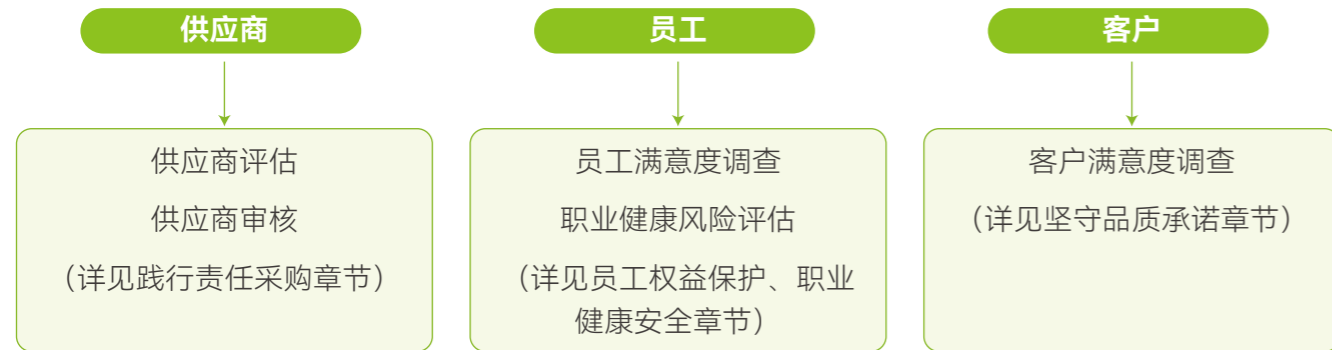 供应商
供应商评估
供应商审核
（详见践行责任采购章节）
员工
员工满意度调查
职业健康风险评估
（详见员工权益保护、职业
健康安全章节）
客户
客户满意度调查
（详见坚守品质承诺章节）